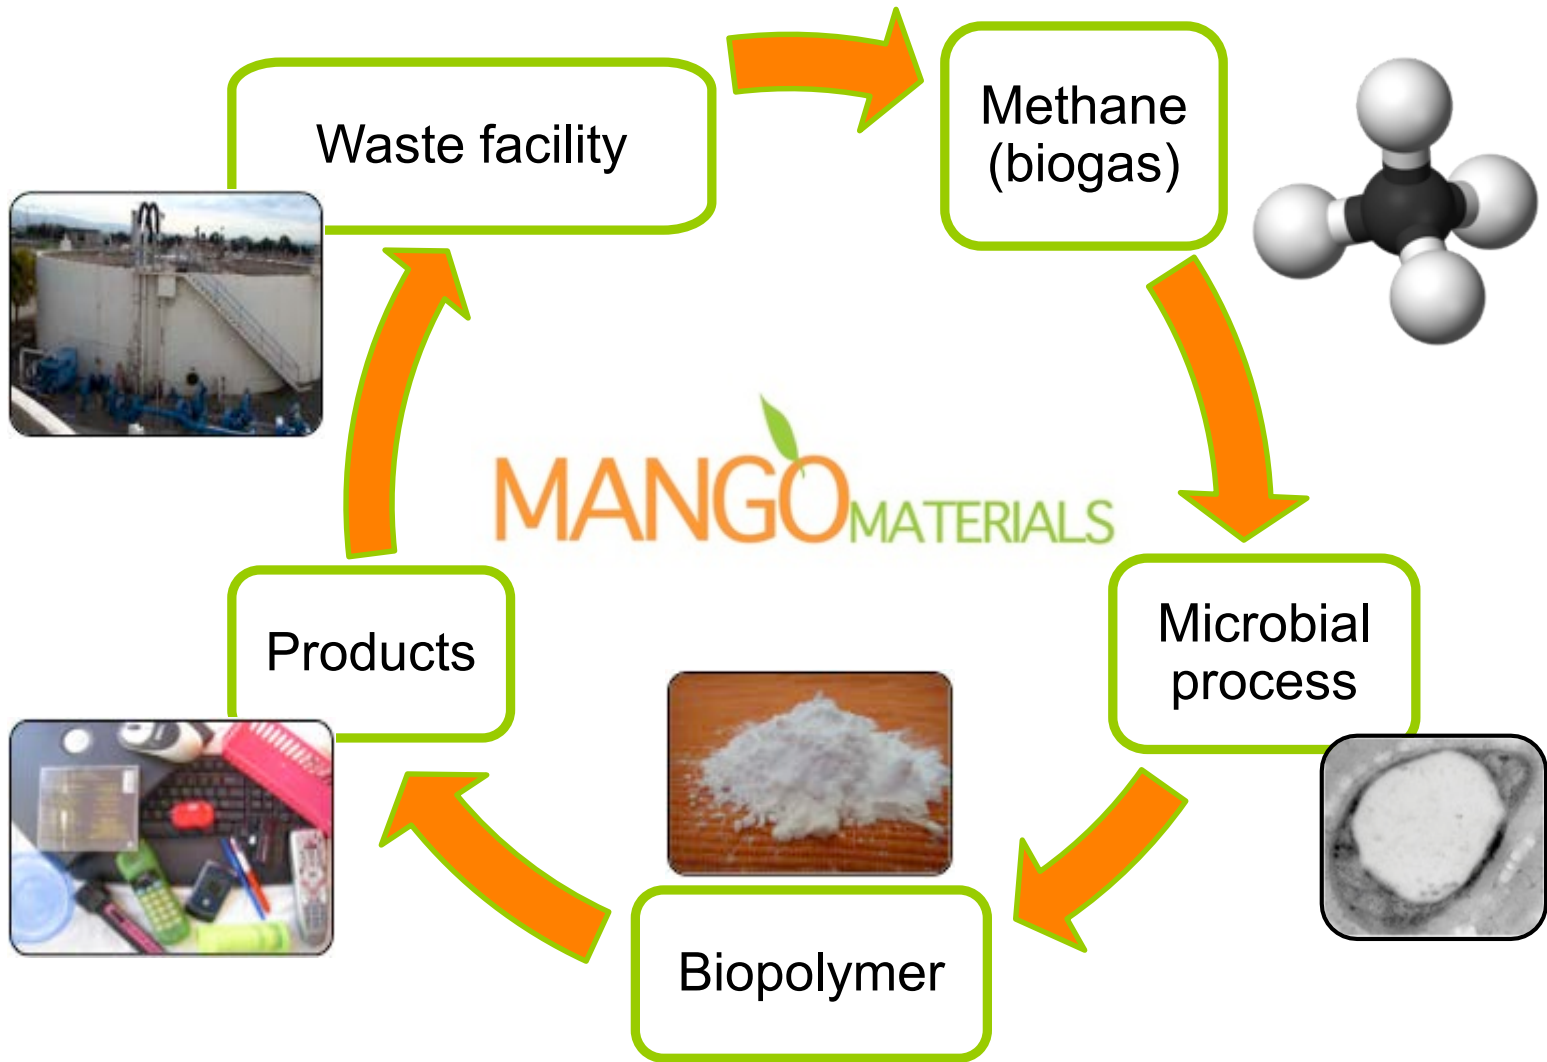 Waste facility
Methane
(biogas)
MANGO MATERIALS
Products
Microbial
process
Biopolymer